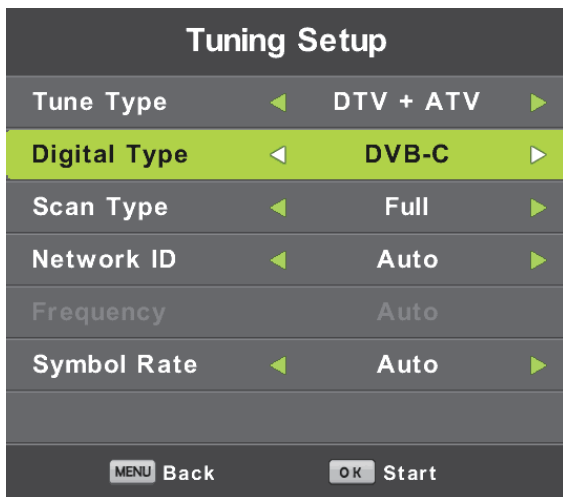 Tuning Setup
Tune Type DTV + ATV
Digital Type DVB-C
Scan Type Full
Network ID Auto
Frequency Auto
Symbol Rate Auto
MENU Back OK Start